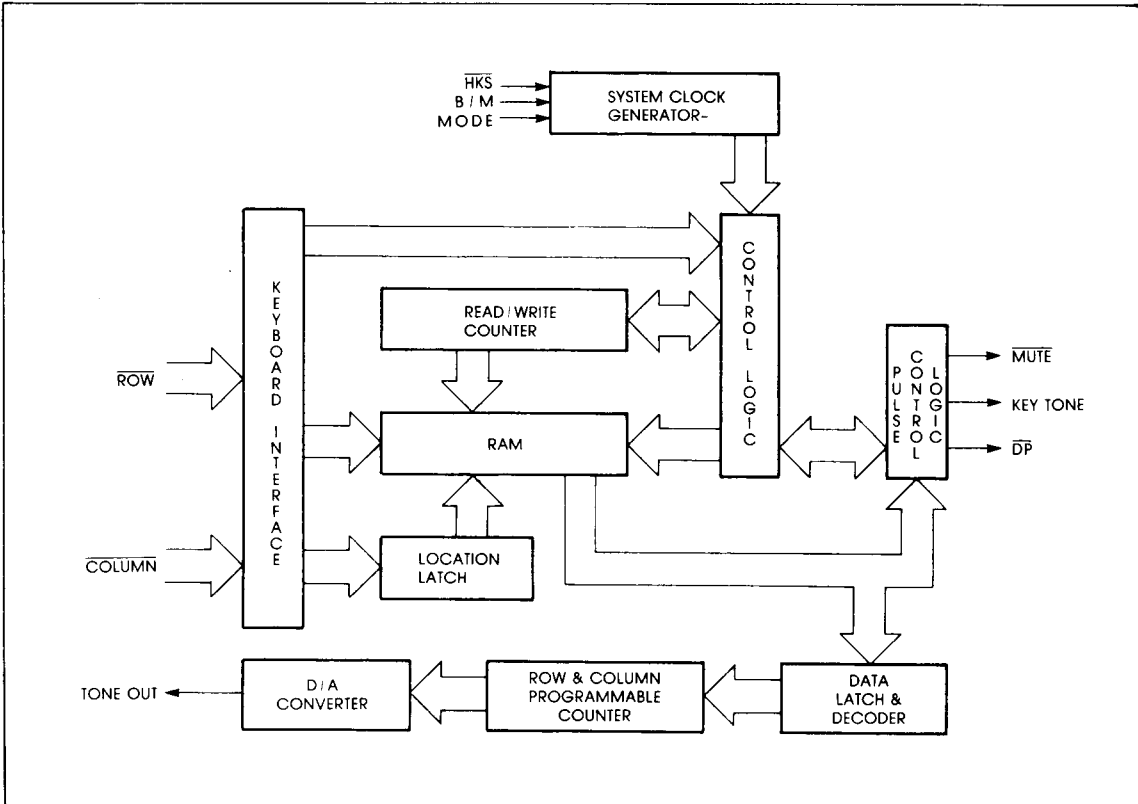 HKS
B/M
MODE
SYSTEM CLOCK
GENERATOR-
KEYBOARD INTERFACE
CONTROL LOGIC
READ/WRITE
COUNTER
PULSE
CONTROL
LOGIC
MUTE
KEY TONE
DP
ROW
RAM
COLUMN
LOCATION
LATCH
TONE OUT
D/A
CONVERTER
ROW & COLUMN
PROGRAMMABLE
COUNTER
DATA
LATCH &
DECODER